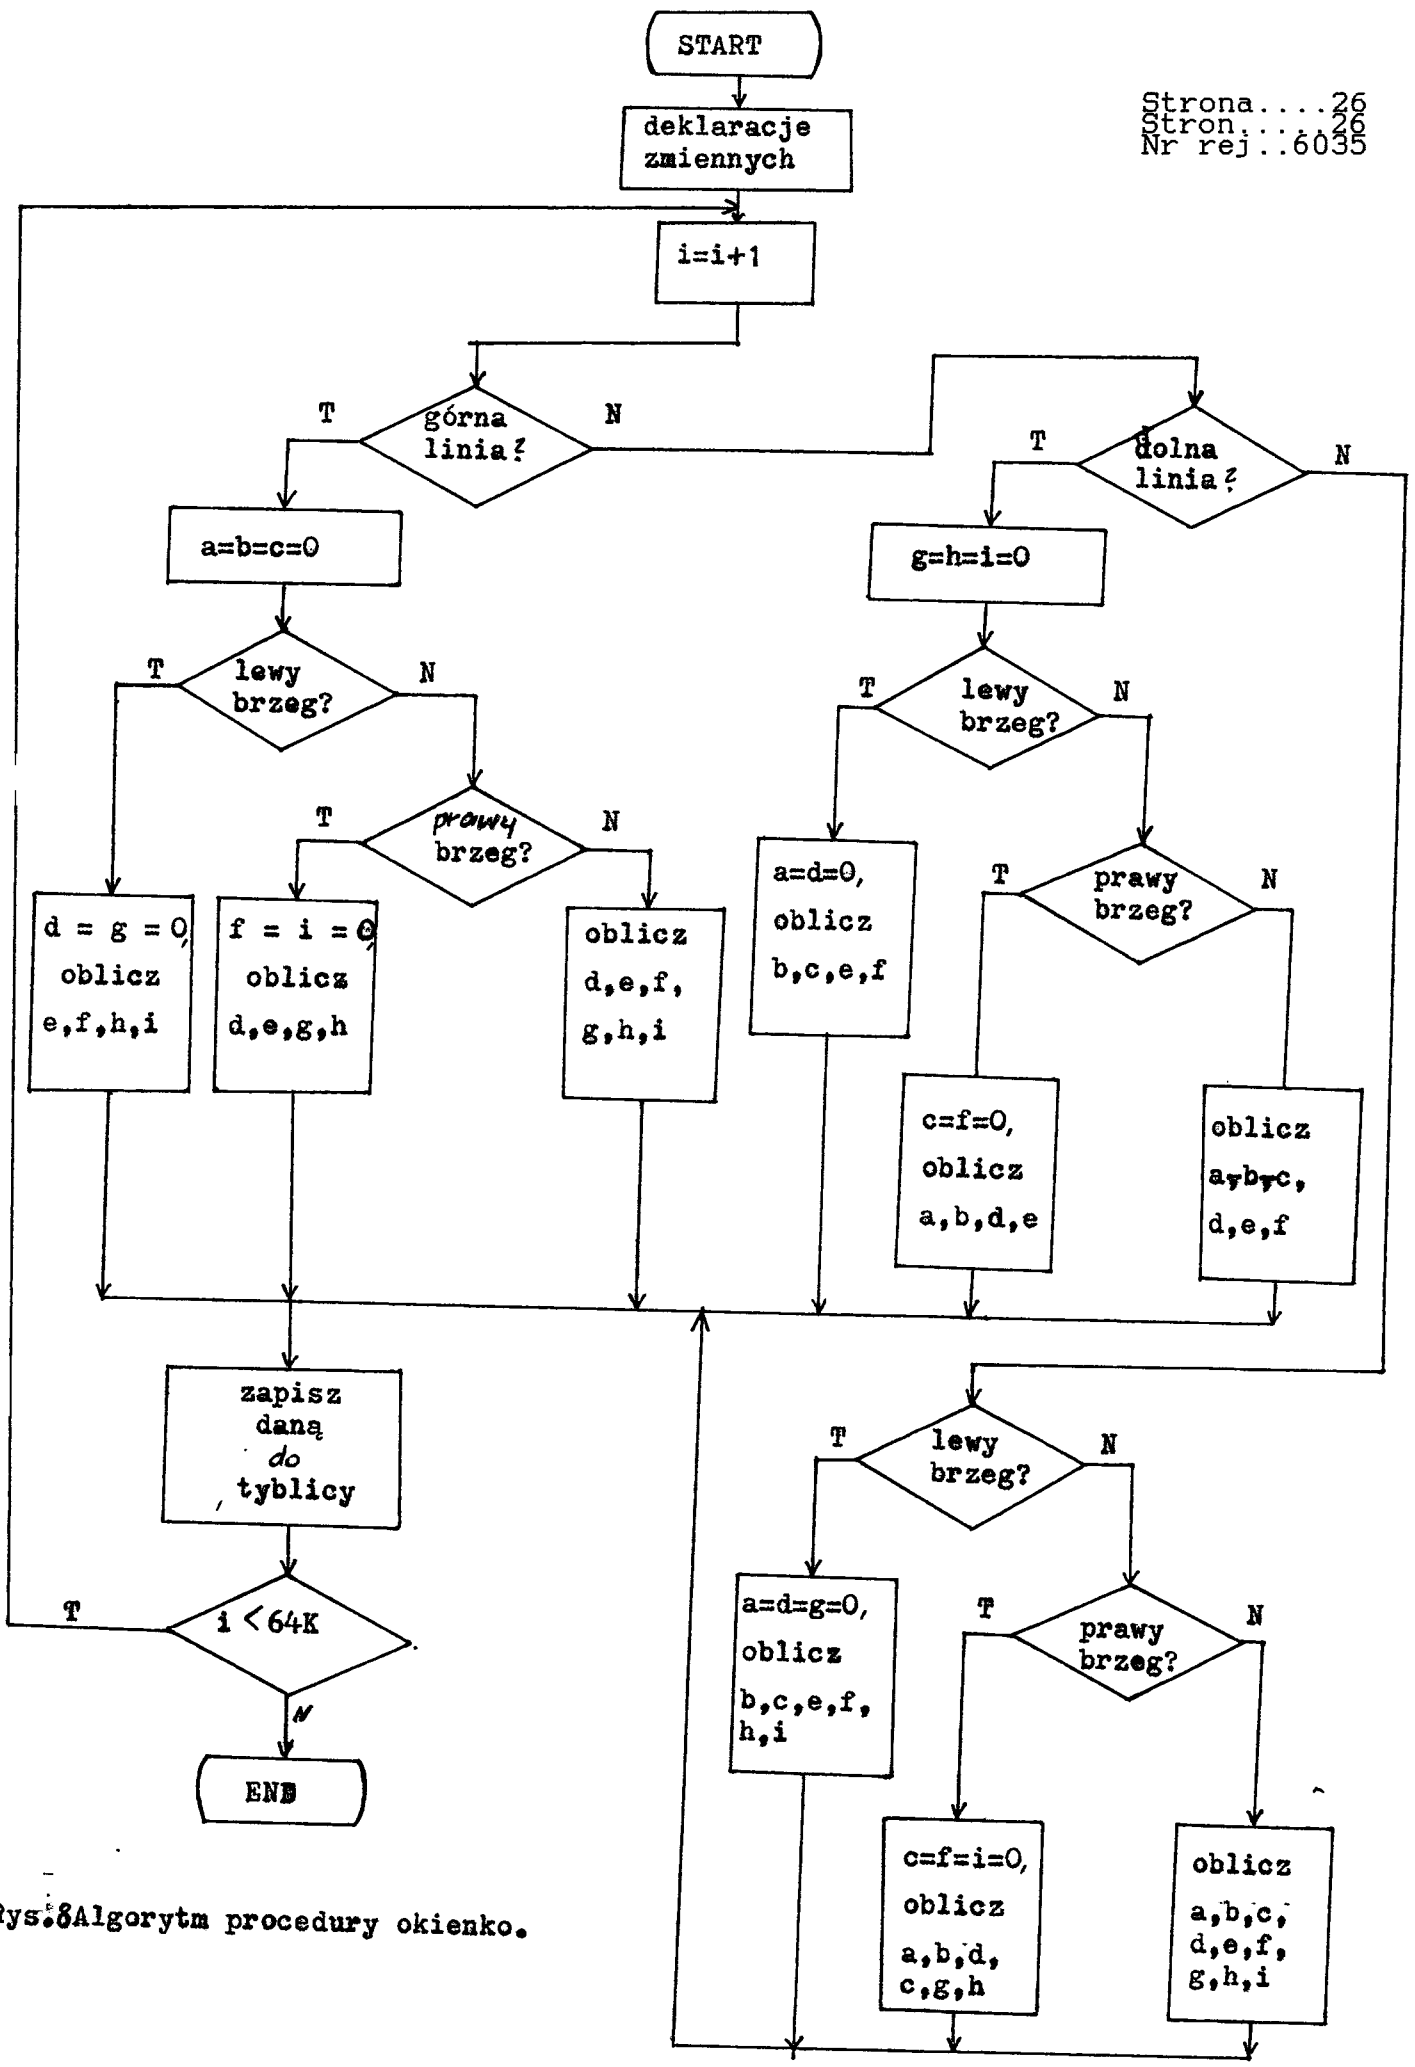 START
Strona....26
Stron.....26
Nr rej..6035
deklaracje
zmiennych
i=i+1
T
górna
linia?
N
T
dolna
linia?
N
a=b=c=0
g=h=i=0
T
lewy
brzeg?
N
T
lewy
brzeg?
N
T
prawy
brzeg?
N
a=d=0,
oblicz
b,c,e,f
T
prawy
brzeg?
N
d = g = 0,
oblicz
e,f,h,i
f = i = 0,
oblicz
d,e,g,h
oblicz
d,e,f,
g,h,i
c=f=0,
oblicz
a,b,d,e
oblicz
a,b,c,
d,e,f
zapisz
daną
do
tyblicy
T
lewy
brzeg?
N
T
i <64K
N
END
a=d=g=0,
oblicz
b,c,e,f,
h,i
T
prawy
brzeg?
N
c=f=i=0,
oblicz
a,b,d,
c,g,h
oblicz
a,b,c,
d,e,f,
g,h,i
Rys.8Algorytm procedury okienko.